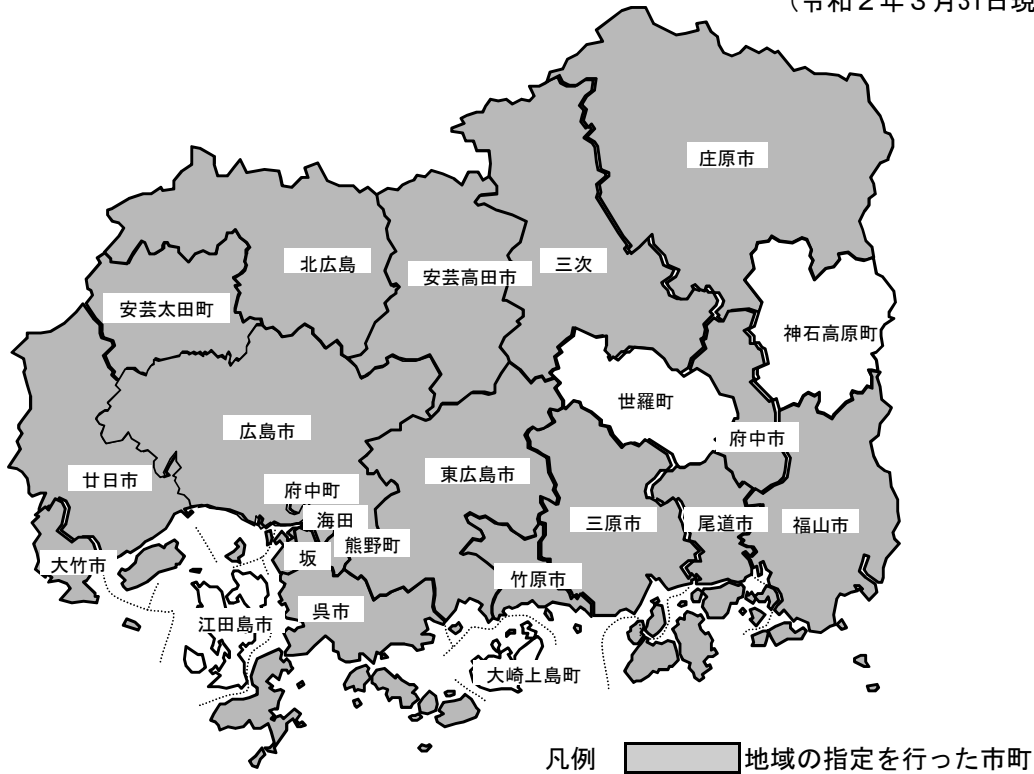 （令和２年３月31日現
庄原市
北広島
安芸高田市
三次
安芸太田町
神石高原町
世羅町
広島市
府中市
東広島市
廿日市
府中町
海田
三原市
尾道市
福山市
熊野町
坂
大竹市
竹原市
呉市
江田島市
大崎上島町
凡例 地域の指定を行った市町